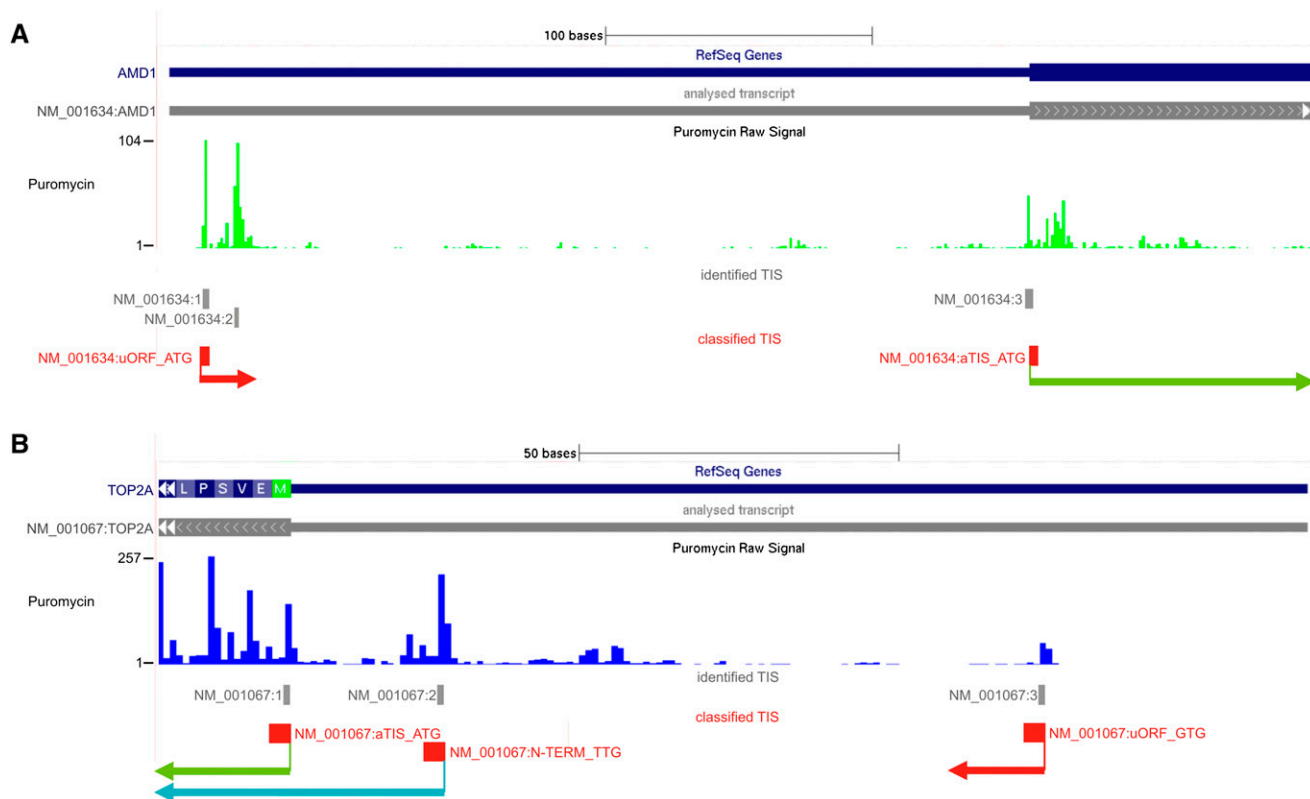 A
100 bases
RefSeq Genes
AMD1
analysed transcript
NM_001634:AMD1
Puromycin Raw Signal
104
Puromycin
1
identified TIS
NM_001634:1
NM_001634:3
NM_001634:2
classified TIS
NM_001634:uORF_ATG
NM_001634:aTIS_ATG
B
50 bases
RefSeq Genes
TOP2A
L P S V E M
analysed transcript
NM_001067:TOP2A
Puromycin Raw Signal
257
Puromycin
1
identified TIS
NM_001067:1
NM_001067:2
NM_001067:3
classified TIS
NM_001067:aTIS_ATG
NM_001067:uORF_GTG
NM_001067:N-TERM_TTG